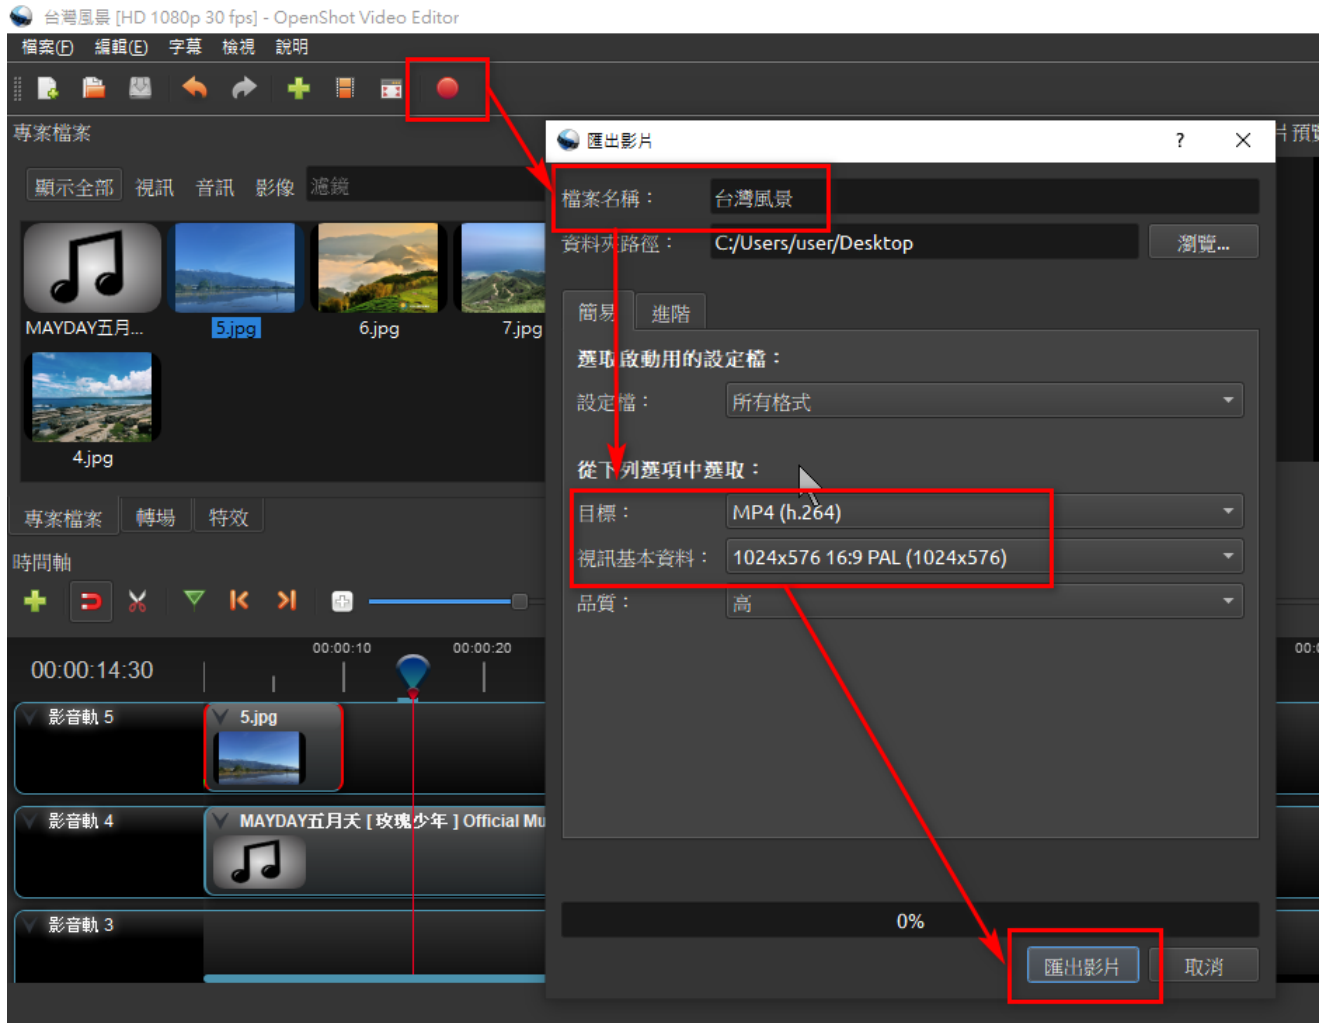 台灣風景 [HD 1080p 30 fps] - OpenShot Video Editor
檔案(F) 編輯(E) 字幕 檢視 說明
專案檔案
顯示全部 視訊 音訊 影像 濾鏡
MAYDAY五月... 5.jpg 6.jpg 7.jpg
4.jpg
專案檔案 轉場 特效
時間軸
00:00:10 00:00:20
00:00:14:30
影音軌 5 5.jpg
影音軌 4 MAYDAY五月天 [ 玫瑰少年 ] Official Mu
影音軌 3
匯出影片 ? 片預覽
檔案名稱： 台灣風景
資料夾路徑： C:/Users/user/Desktop 瀏覽...
簡易 進階
選取啟動用的設定檔：
設定檔： 所有格式
從下列選項中選取：
目標： MP4 (h.264)
視訊基本資料： 1024x576 16:9 PAL (1024x576)
品質： 高
00:
0%
匯出影片 取消